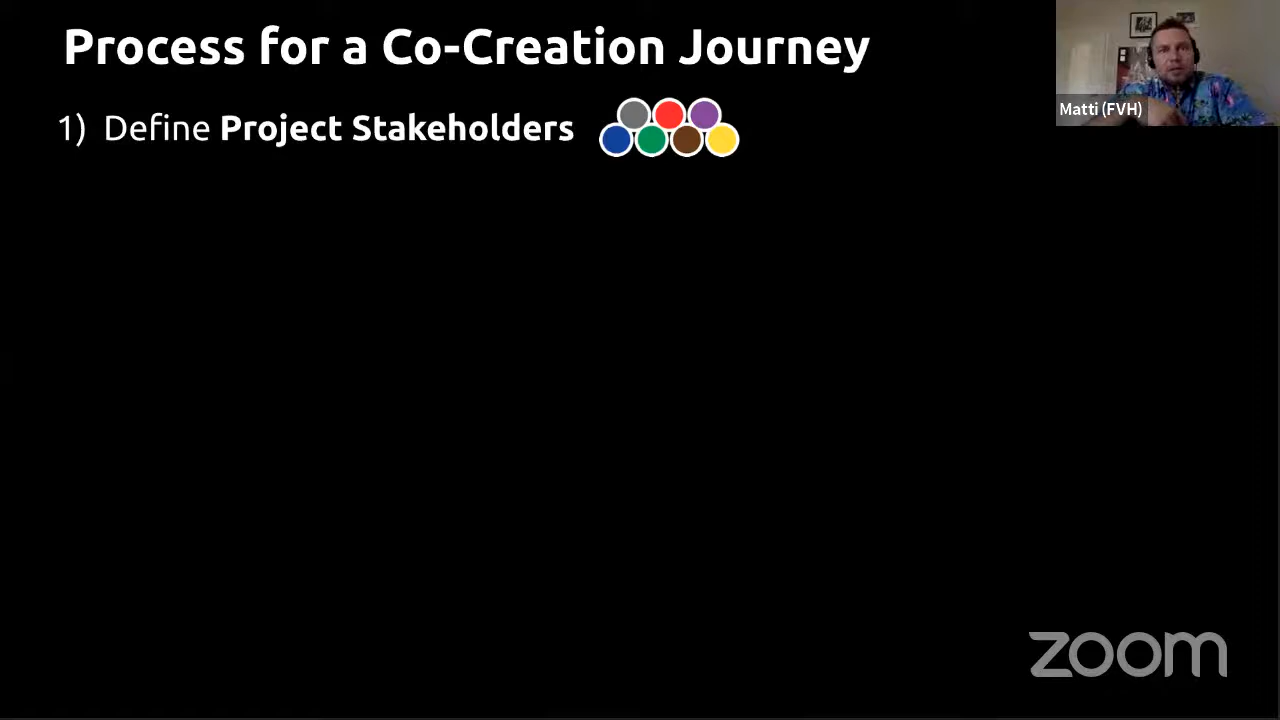 Process for a Co-Creation Journey
1) Define Project Stakeholders
Matti (FVH)
zoom